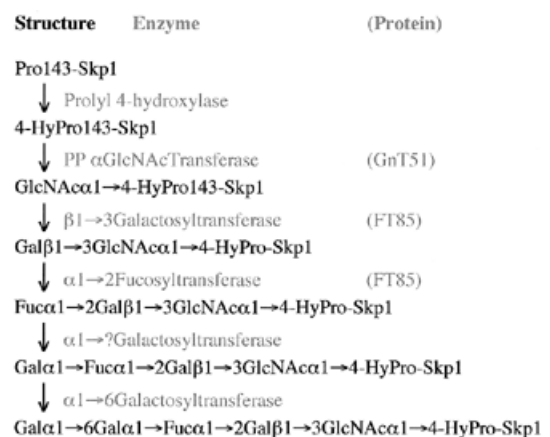 Structure Enzyme (Protein)
Pro143-Skp1
Prolyl 4-hydroxylase
4-HyPro143-Skp1
PP αGlcNAcTransferase (GnT51)
GlcNAcα1→4-HyPro143-Skp1
β1→3Galactosyltransferase (FT85)
Galβ1→3GlcNAcα1→4-HyPro-Skp1
α1→2Fucosyltransferase (FT85)
Fucα1→2Galβ1→3GlcNAcα1→4-HyPro-Skp1
α1→?Galactosyltransferase
Galα1→Fucα1→2Galβ1→3GlcNAcα1→4-HyPro-Skp1
α1→6Galactosyltransferase
Galα1→6Galα1→Fucα1→2Galβ1→3GlcNAcα1→4-HyPro-Skp1